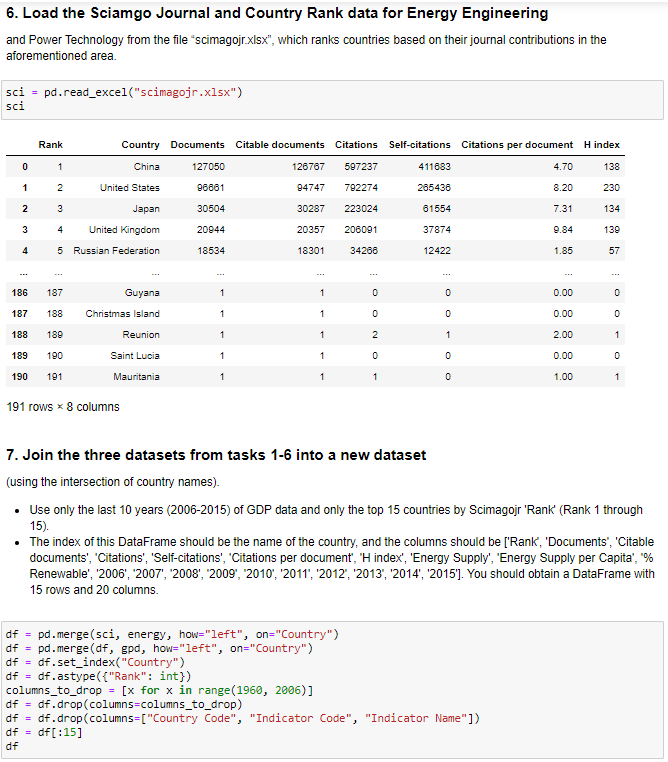 6. Load the Sciamgo Journal and Country Rank data for Energy Engineering
and Power Technology from the file "scimagojr.xlsx", which ranks countries based on their journal contributions in the
aforementioned area.
sci = pd.read_excel("scimagojr.xlsx")
sci
Rank Country Documents Citable documents Citations Self-citations Citations per document H index
0 1 China 127050 126767 597237 411683 4.70 138
1 2 United States 96661 94747 792274 265436 8.20 230
2 3 Japan 30504 30287 223024 61554 7.31 134
3 4 United Kingdom 20944 20357 206091 37874 9.84 139
4 5 Russian Federation 18534 18301 34266 12422 1.85 57
... ... ... ... ... ... ... ... ...
186 187 Guyana 1 1 0 0 0.00 0
187 188 Christmas Island 1 1 0 0 0.00 0
188 189 Reunion 1 1 2 1 2.00 1
189 190 Saint Lucia 1 1 0 0 0.00 0
190 191 Mauritania 1 1 1 0 1.00 1
191 rows × 8 columns
7. Join the three datasets from tasks 1-6 into a new dataset
(using the intersection of country names).
• Use only the last 10 years (2006-2015) of GDP data and only the top 15 countries by Scimagojr 'Rank' (Rank 1 through
15).
• The index of this DataFrame should be the name of the country, and the columns should be ['Rank', 'Documents', 'Citable
documents', 'Citations', 'Self-citations', 'Citations per document', 'H index', 'Energy Supply', 'Energy Supply per Capita', '%
Renewable', '2006', '2007', '2008', '2009', '2010', '2011', '2012', '2013', '2014', '2015']. You should obtain a DataFrame with
15 rows and 20 columns.
df = pd.merge(sci, energy, how="left", on="Country")
df = pd.merge(df, gpd, how="left", on="Country")
df = df.set_index("Country")
df = df.astype({"Rank": int})
columns_to_drop = [x for x in range(1960, 2006)]
df = df.drop(columns=columns_to_drop)
df = df.drop(columns=["Country Code", "Indicator Code", "Indicator Name"])
df = df[:15]
df